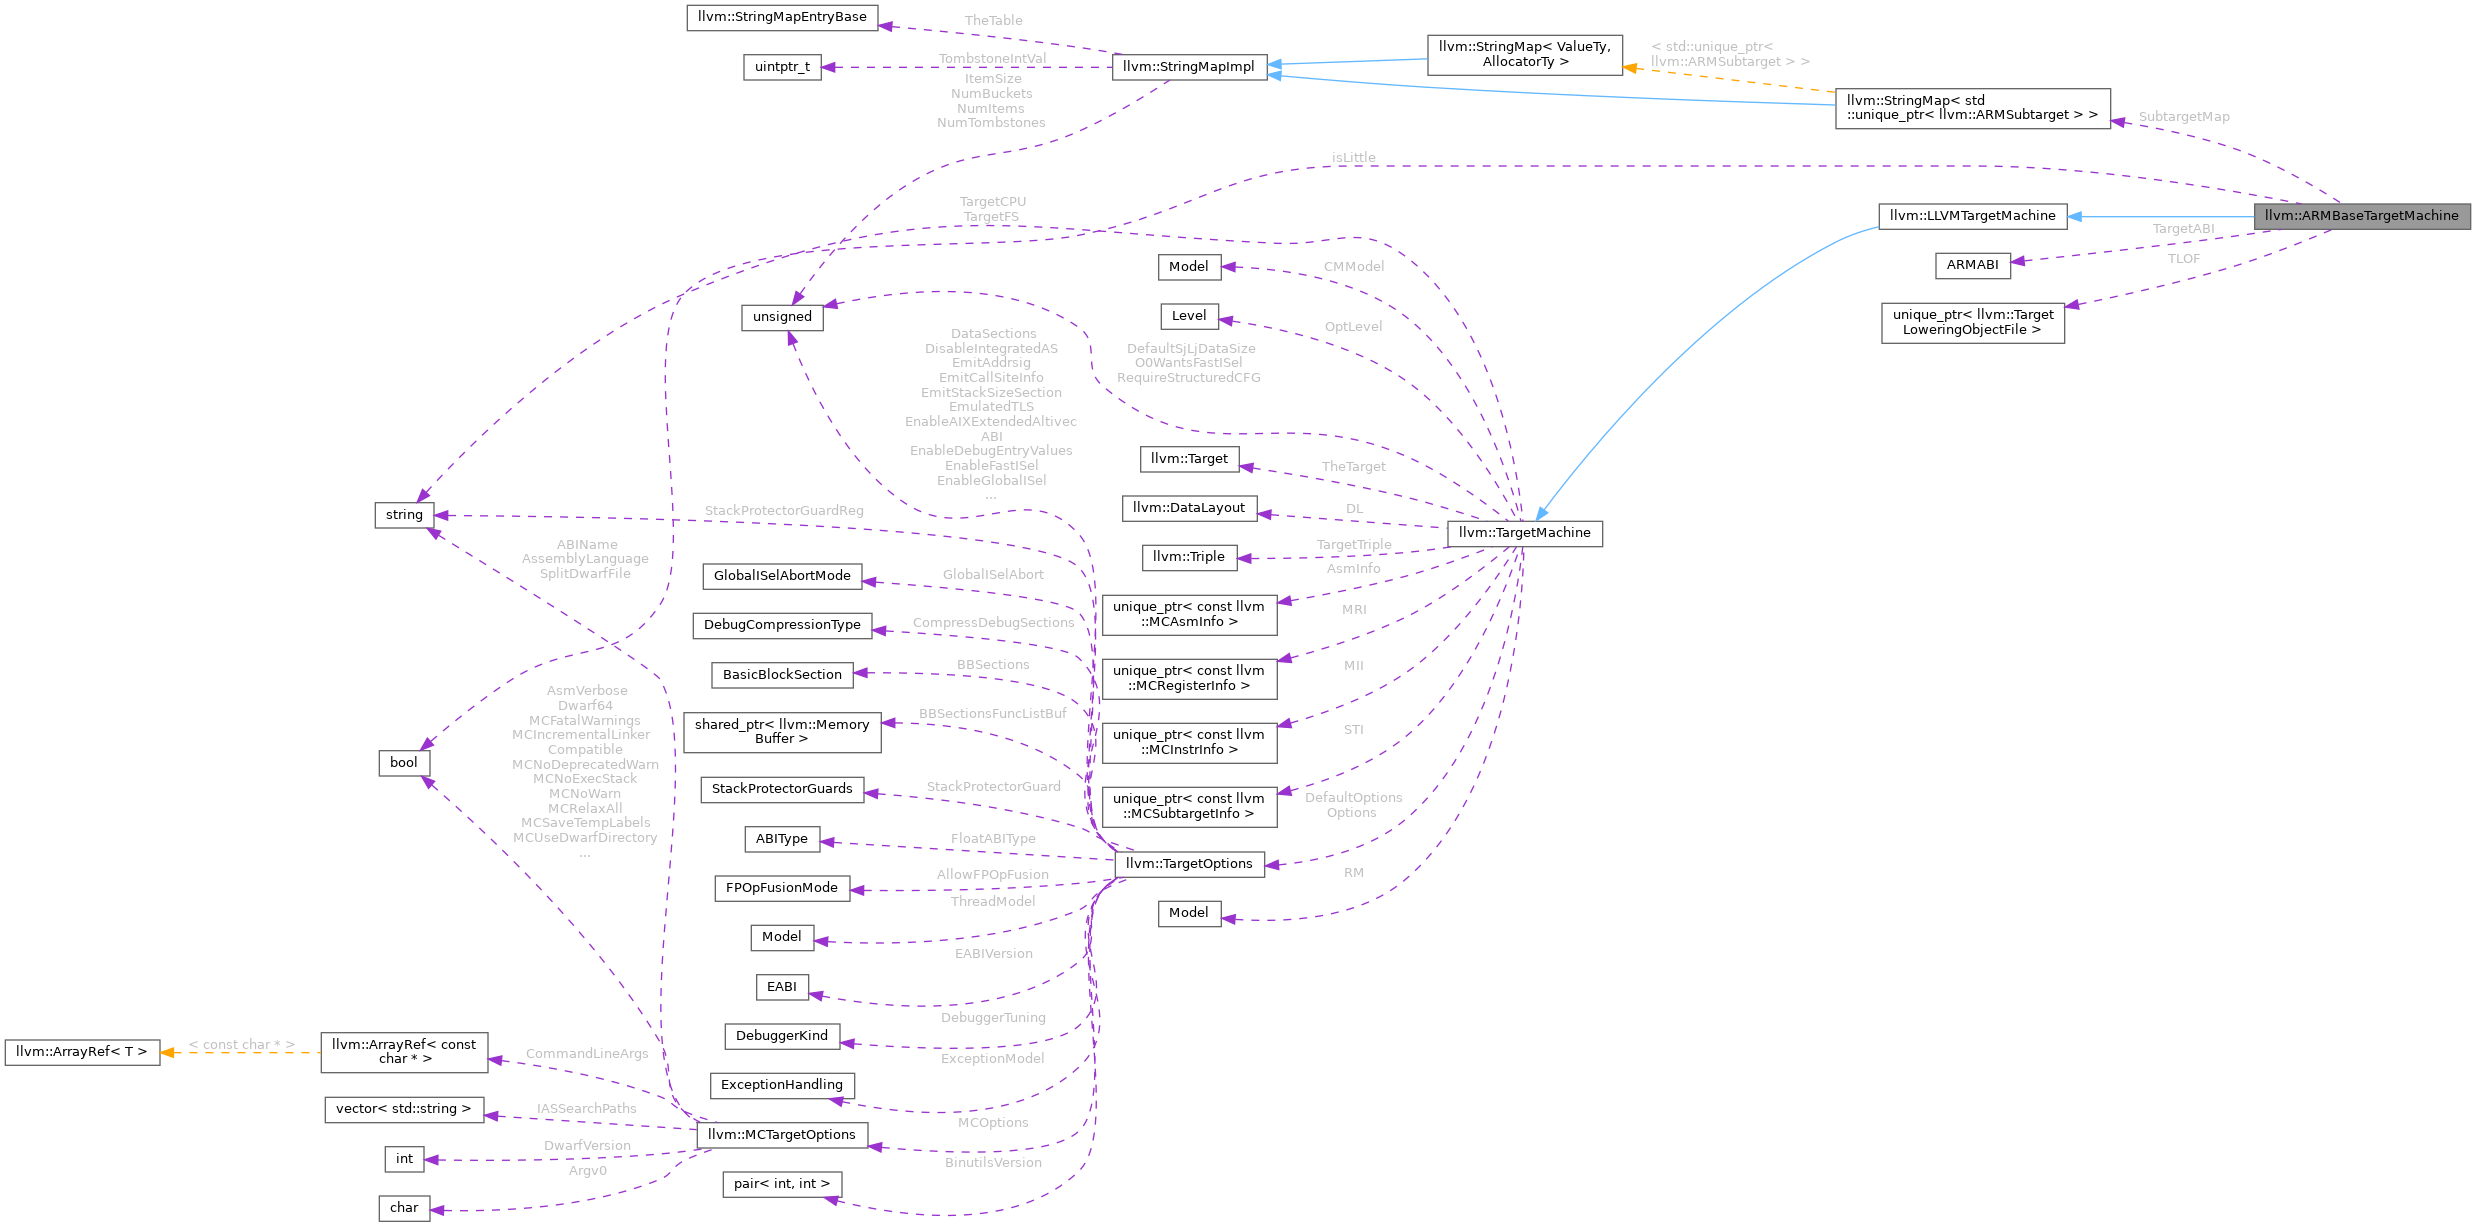 llvm::StringMapEntryBase
TheTable
uintptr_t
TombstoneIntVal
ItemSize
NumBuckets
NumItems
NumTombstones
llvm::StringMapImpl
llvm::StringMap< ValueTy,
AllocatorTy >
< std::unique_ptr<
llvm::ARMSubtarget > >
llvm::StringMap< std
::unique_ptr< llvm::ARMSubtarget > >
SubtargetMap
isLittle
TargetCPU
TargetFS
llvm::LLVMTargetMachine
llvm::ARMBaseTargetMachine
TargetABI
ARMABI
TLOF
unique_ptr< llvm::Target
LoweringObjectFile >
Model
CMModel
Level
OptLevel
unsigned
DefaultSjLjDataSize
O0WantsFastISel
RequireStructuredCFG
DataSections
DisableIntegratedAS
EmitAddrsig
EmitCallSiteInfo
EmitStackSizeSection
EmulatedTLS
EnableAIXExtendedAltivec
ABI
EnableDebugEntryValues
EnableFastISel
EnableGlobalISel
...
llvm::Target
TheTarget
llvm::DataLayout
DL
llvm::TargetMachine
llvm::Triple
TargetTriple
AsmInfo
string
StackProtectorGuardReg
ABIName
AssemblyLanguage
SplitDwarfFile
GlobalISelAbortMode
GlobalISelAbort
unique_ptr< const llvm
::MCAsmInfo >
MRI
DebugCompressionType
CompressDebugSections
BasicBlockSection
BBSections
unique_ptr< const llvm
::MCRegisterInfo >
MII
shared_ptr< llvm::Memory
Buffer >
BBSectionsFuncListBuf
unique_ptr< const llvm
::MCInstrInfo >
STI
AsmVerbose
Dwarf64
MCFatalWarnings
MCIncrementalLinker
Compatible
MCNoDeprecatedWarn
MCNoExecStack
MCNoWarn
MCRelaxAll
MCSaveTempLabels
MCUseDwarfDirectory
...
bool
StackProtectorGuards
StackProtectorGuard
unique_ptr< const llvm
::MCSubtargetInfo >
DefaultOptions
Options
ABIType
FloatABIType
llvm::TargetOptions
FPOpFusionMode
AllowFPOpFusion
RM
ThreadModel
Model
Model
EABIVersion
EABI
DebuggerTuning
DebuggerKind
ExceptionModel
ExceptionHandling
llvm::ArrayRef< T >
< const char * >
llvm::ArrayRef< const
char * >
CommandLineArgs
vector< std::string >
IASSearchPaths
llvm::MCTargetOptions
MCOptions
int
DwarfVersion
Argv0
BinutilsVersion
pair< int, int >
char